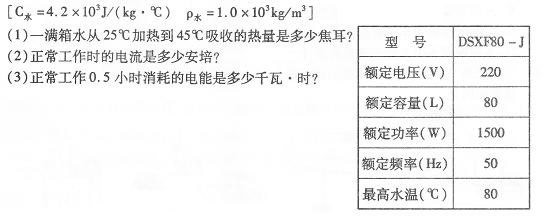 [C水=4.2×10³J/(kg·℃) ρ水=1.0×10³kg/m³]
(1)一满箱水从25℃加热到45℃吸收的热量是多少焦耳?
(2)正常工作时的电流是多少安培?
(3)正常工作0.5小时消耗的电能是多少千瓦·时?
型 号 DSXF80-J
额定电压(V) 220
额定容量(L) 80
额定功率(W) 1500
额定频率(Hz) 50
最高水温(℃) 80